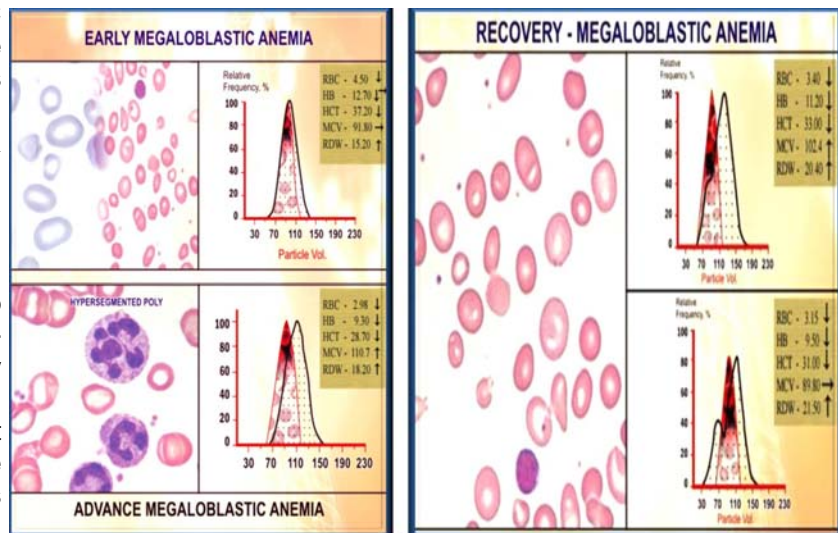 EARLY MEGALOBLASTIC ANEMIA
Relative
Frequency, %
100
80
60
40
20
0
30 70 110 150 190 230
Particle Vol.
RBC - 4.50 ↓
HB - 12.70 ↓→
HCT - 37.20 ↓
MCV - 91.80 →
RDW - 15.20 ↑
HYPERSEGMENTED POLY
100
80
60
40
20
0
30 70 110 150 190 230
RBC - 2.98 ↓
HB - 9.30 ↓
HCT - 28.70 ↓
MCV - 110.7 ↑
RDW - 18.20 ↑
ADVANCE MEGALOBLASTIC ANEMIA
RECOVERY - MEGALOBLASTIC ANEMIA
Relative
Frequency, %
100
80
60
40
20
0
30 70 110 150 190 230
Particle Vol.
RBC - 3.40 ↓
HB - 11.20 ↓
HCT - 33.00 ↓
MCV - 102.4 ↑
RDW - 20.40 ↑
Relative
Frequency, %
100
80
60
40
20
0
30 70 110 150 190 230
Particle Vol.
RBC - 3.15 ↓
HB - 9.50 ↓
HCT - 31.00 ↓
MCV - 89.80 →
RDW - 21.50 ↑